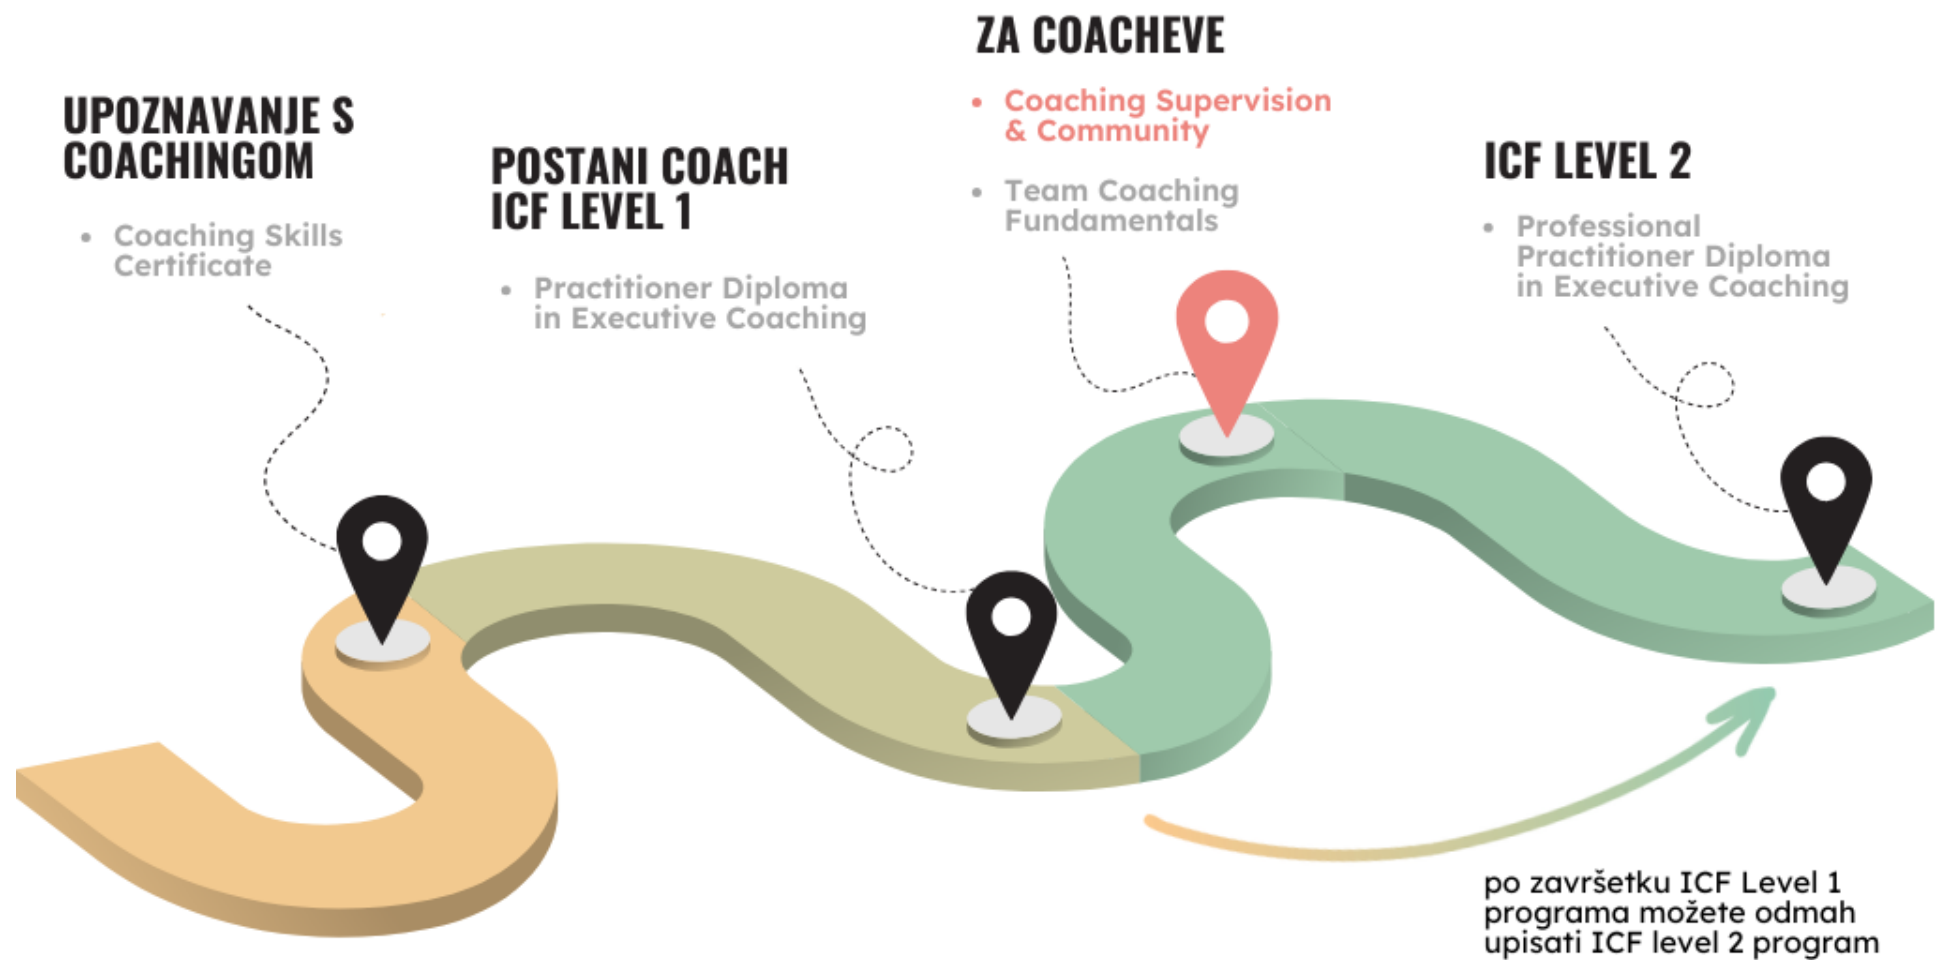 UPOZNAVANJE S
COACHINGOM
• Coaching Skills
Certificate
POSTANI COACH
ICF LEVEL 1
• Practitioner Diploma
in Executive Coaching
ZA COACHEVE
• Coaching Supervision
& Community
• Team Coaching
Fundamentals
ICF LEVEL 2
• Professional
Practitioner Diploma
in Executive Coaching
po završetku ICF Level 1
programa možete odmah
upisati ICF level 2 program